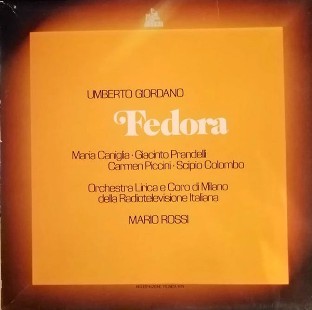 UMBERTO GIORDANO
Fedora
Maria Caniglia · Giacinto Prandelli
Carmen Piccini · Scipio Colombo
Orchestra Lirica e Coro di Milano
della Radiotelevisione Italiana
MARIO ROSSI